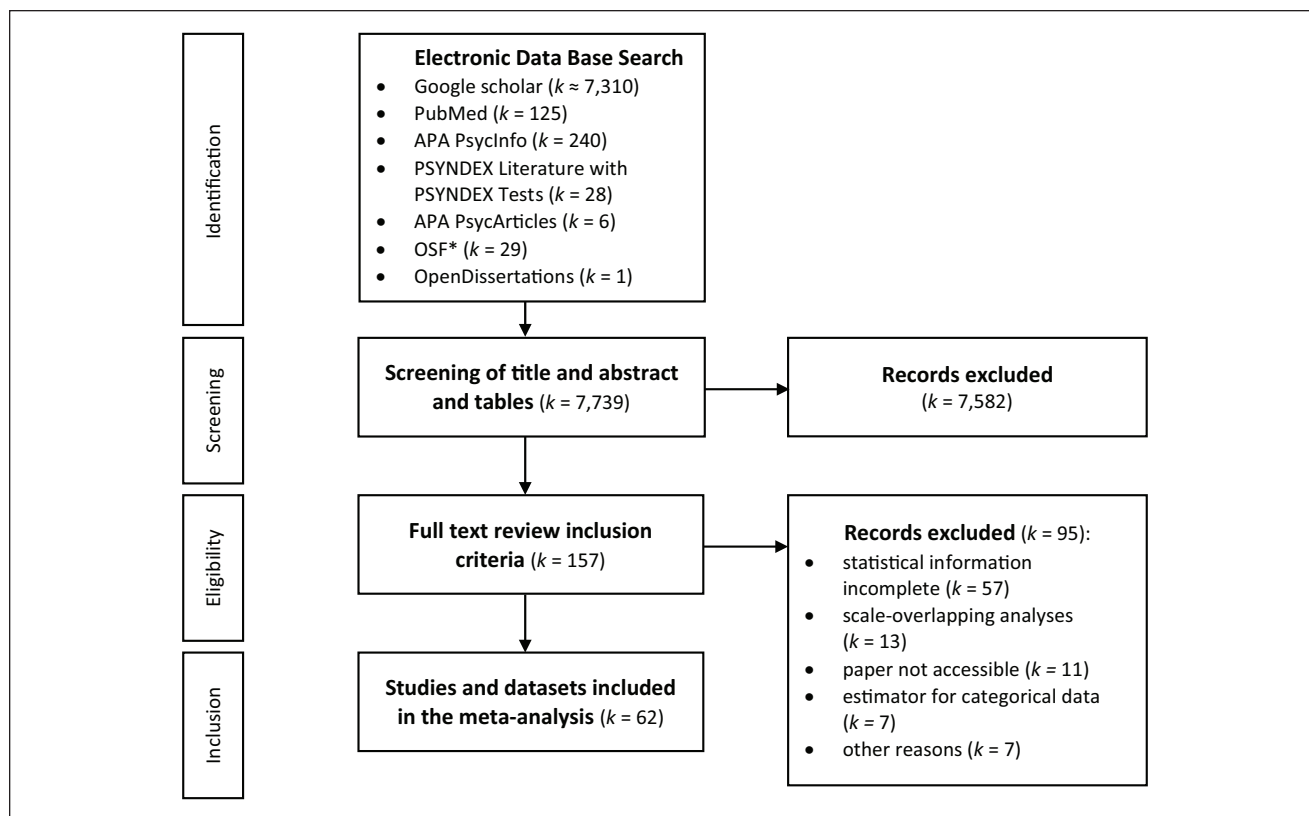 Identification
Electronic Data Base Search
• Google scholar (k ≈ 7,310)
• PubMed (k = 125)
• APA PsycInfo (k = 240)
• PSYNDEX Literature with
PSYNDEX Tests (k = 28)
• APA PsycArticles (k = 6)
• OSF* (k = 29)
• OpenDissertations (k = 1)
Screening
Screening of title and abstract
and tables (k = 7,739)
Records excluded
(k = 7,582)
Eligibility
Full text review inclusion
criteria (k = 157)
Records excluded (k = 95):
• statistical information
incomplete (k = 57)
• scale-overlapping analyses
(k = 13)
• paper not accessible (k = 11)
• estimator for categorical data
(k = 7)
• other reasons (k = 7)
Inclusion
Studies and datasets included
in the meta-analysis (k = 62)